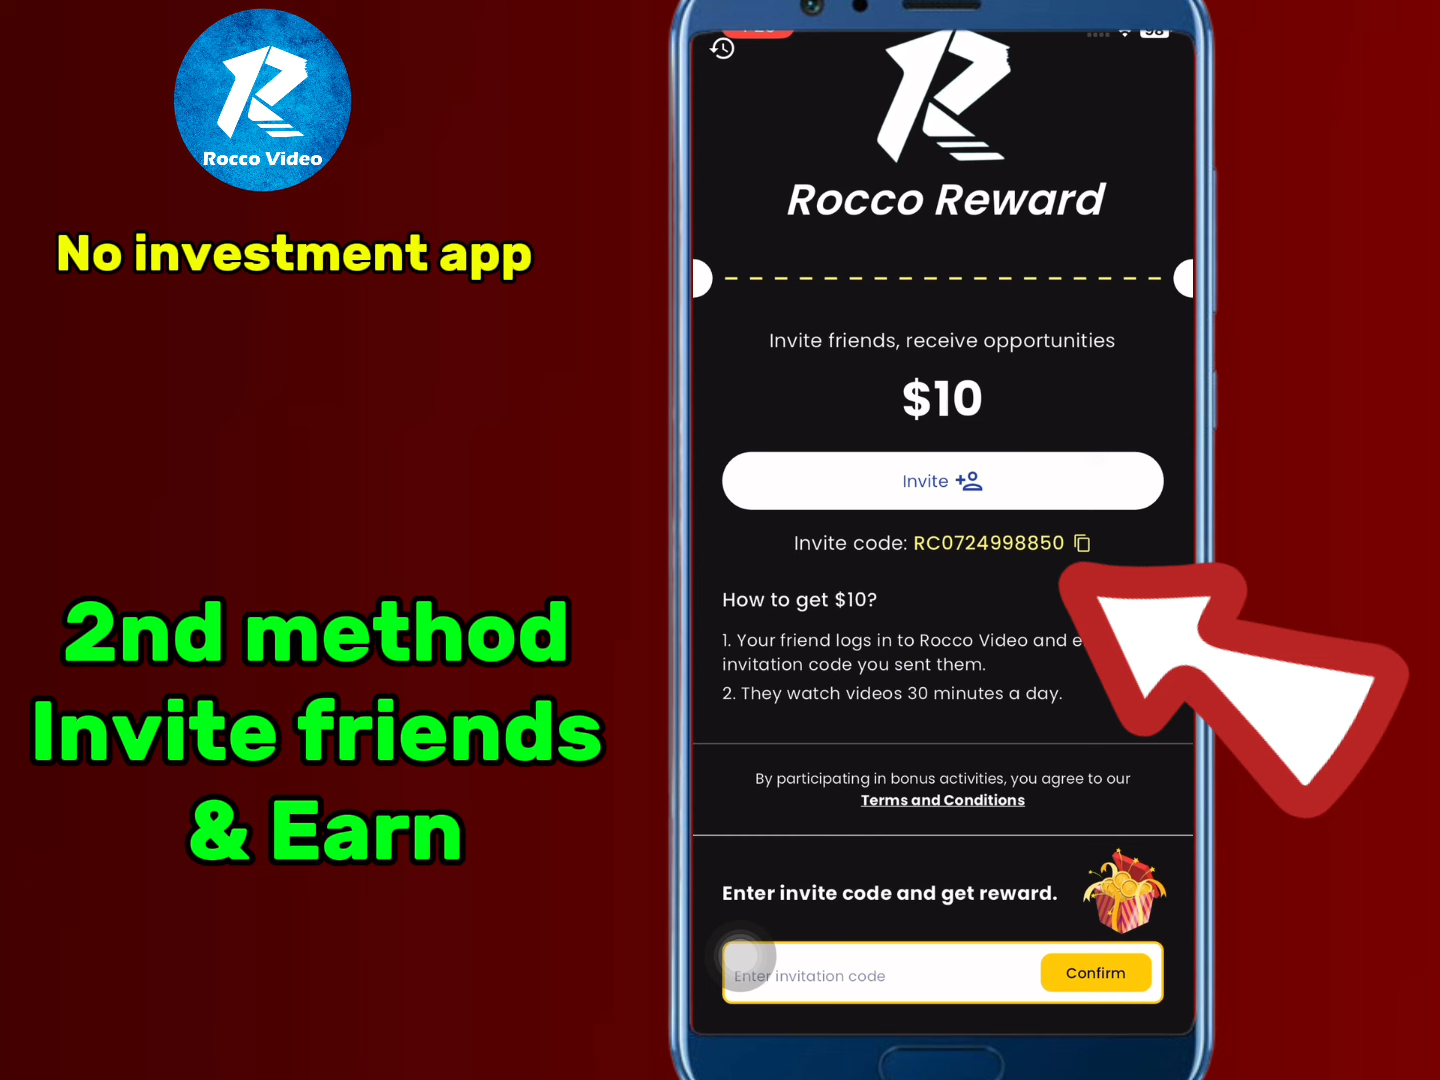 Rocco Video
No investment app
2nd method
Invite friends
& Earn
98
Rocco Reward
Invite friends, receive opportunities
$10
Invite
Invite code: RC0724998850
How to get $10?
1. Your friend logs in to Rocco Video and
invitation code you sent them.
2. They watch videos 30 minutes a day.
By participating in bonus activities, you agree to our
Terms and Conditions
Enter invite code and get reward.
Enter invitation code
Confirm